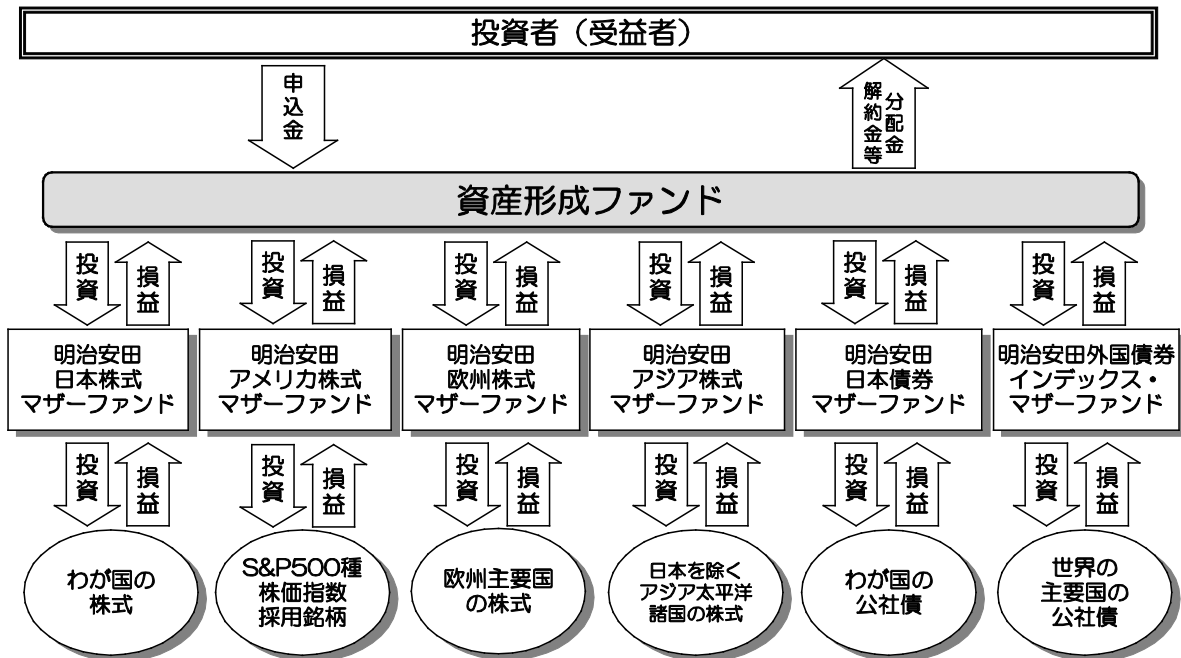 投資者（受益者）
申込金
分配金
解約金等
資産形成ファンド
投資
損益
投資
損益
投資
損益
投資
損益
投資
損益
投資
損益
明治安田
日本株式
マザーファンド
明治安田
アメリカ株式
マザーファンド
明治安田
欧州株式
マザーファンド
明治安田
アジア株式
マザーファンド
明治安田
日本債券
マザーファンド
明治安田外国債券
インデックス・
マザーファンド
投資
損益
投資
損益
投資
損益
投資
損益
投資
損益
投資
損益
わが国の
株式
S&P500種
株価指数
採用銘柄
欧州主要国
の株式
日本を除く
アジア太平洋
諸国の株式
わが国の
公社債
世界の
主要国の
公社債